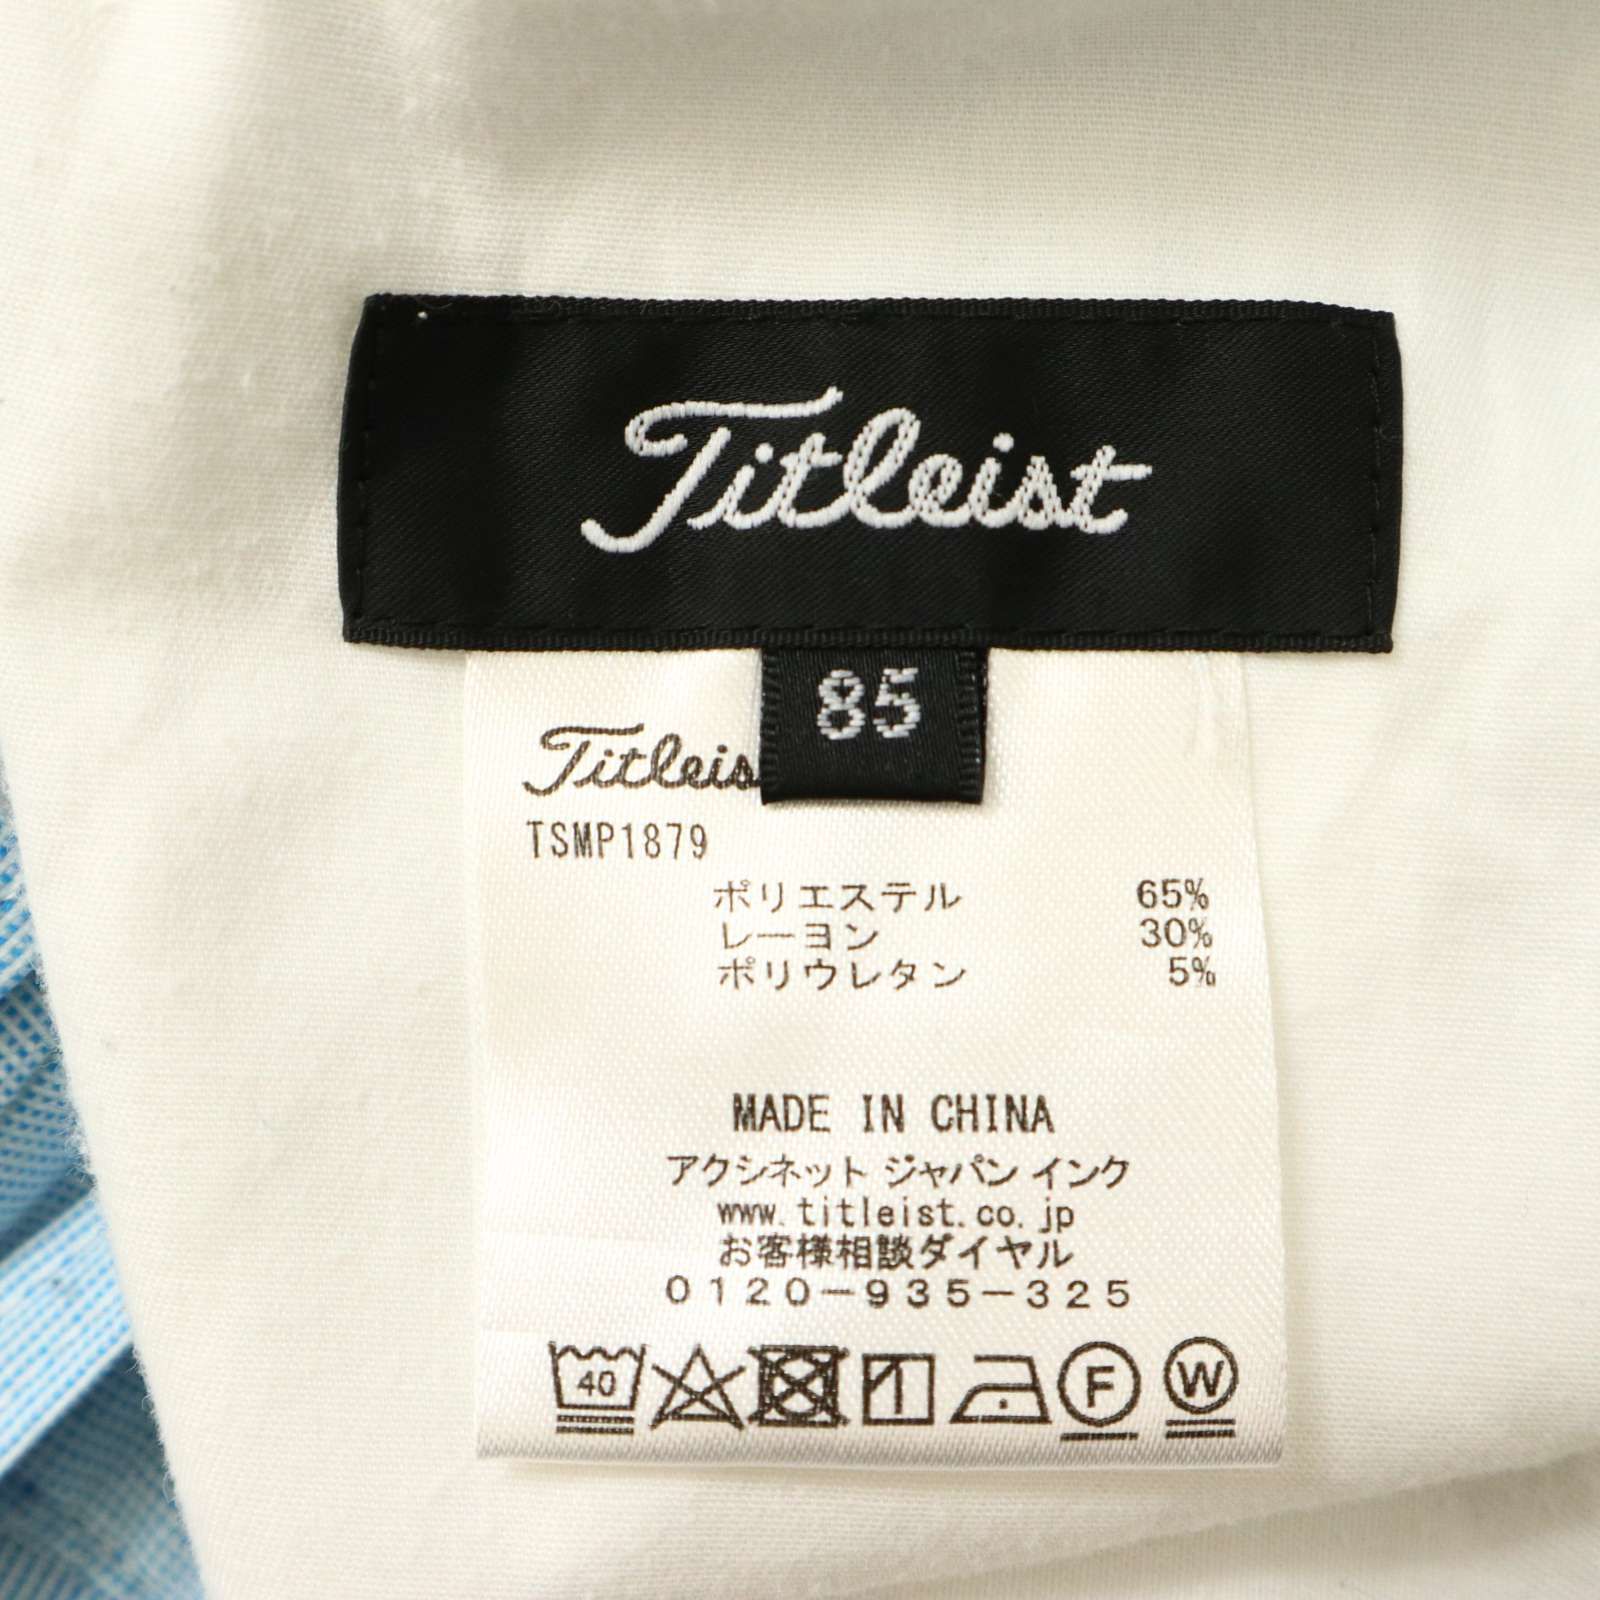 Titleist
85
Titleis
TSMP1879
ポリエステル 65%
レーヨン 30%
ポリウレタン 5%
MADE IN CHINA
アクシネット ジャパン インク
www.titleist.co.jp
お客様相談ダイヤル
0120-935-325
40 F W